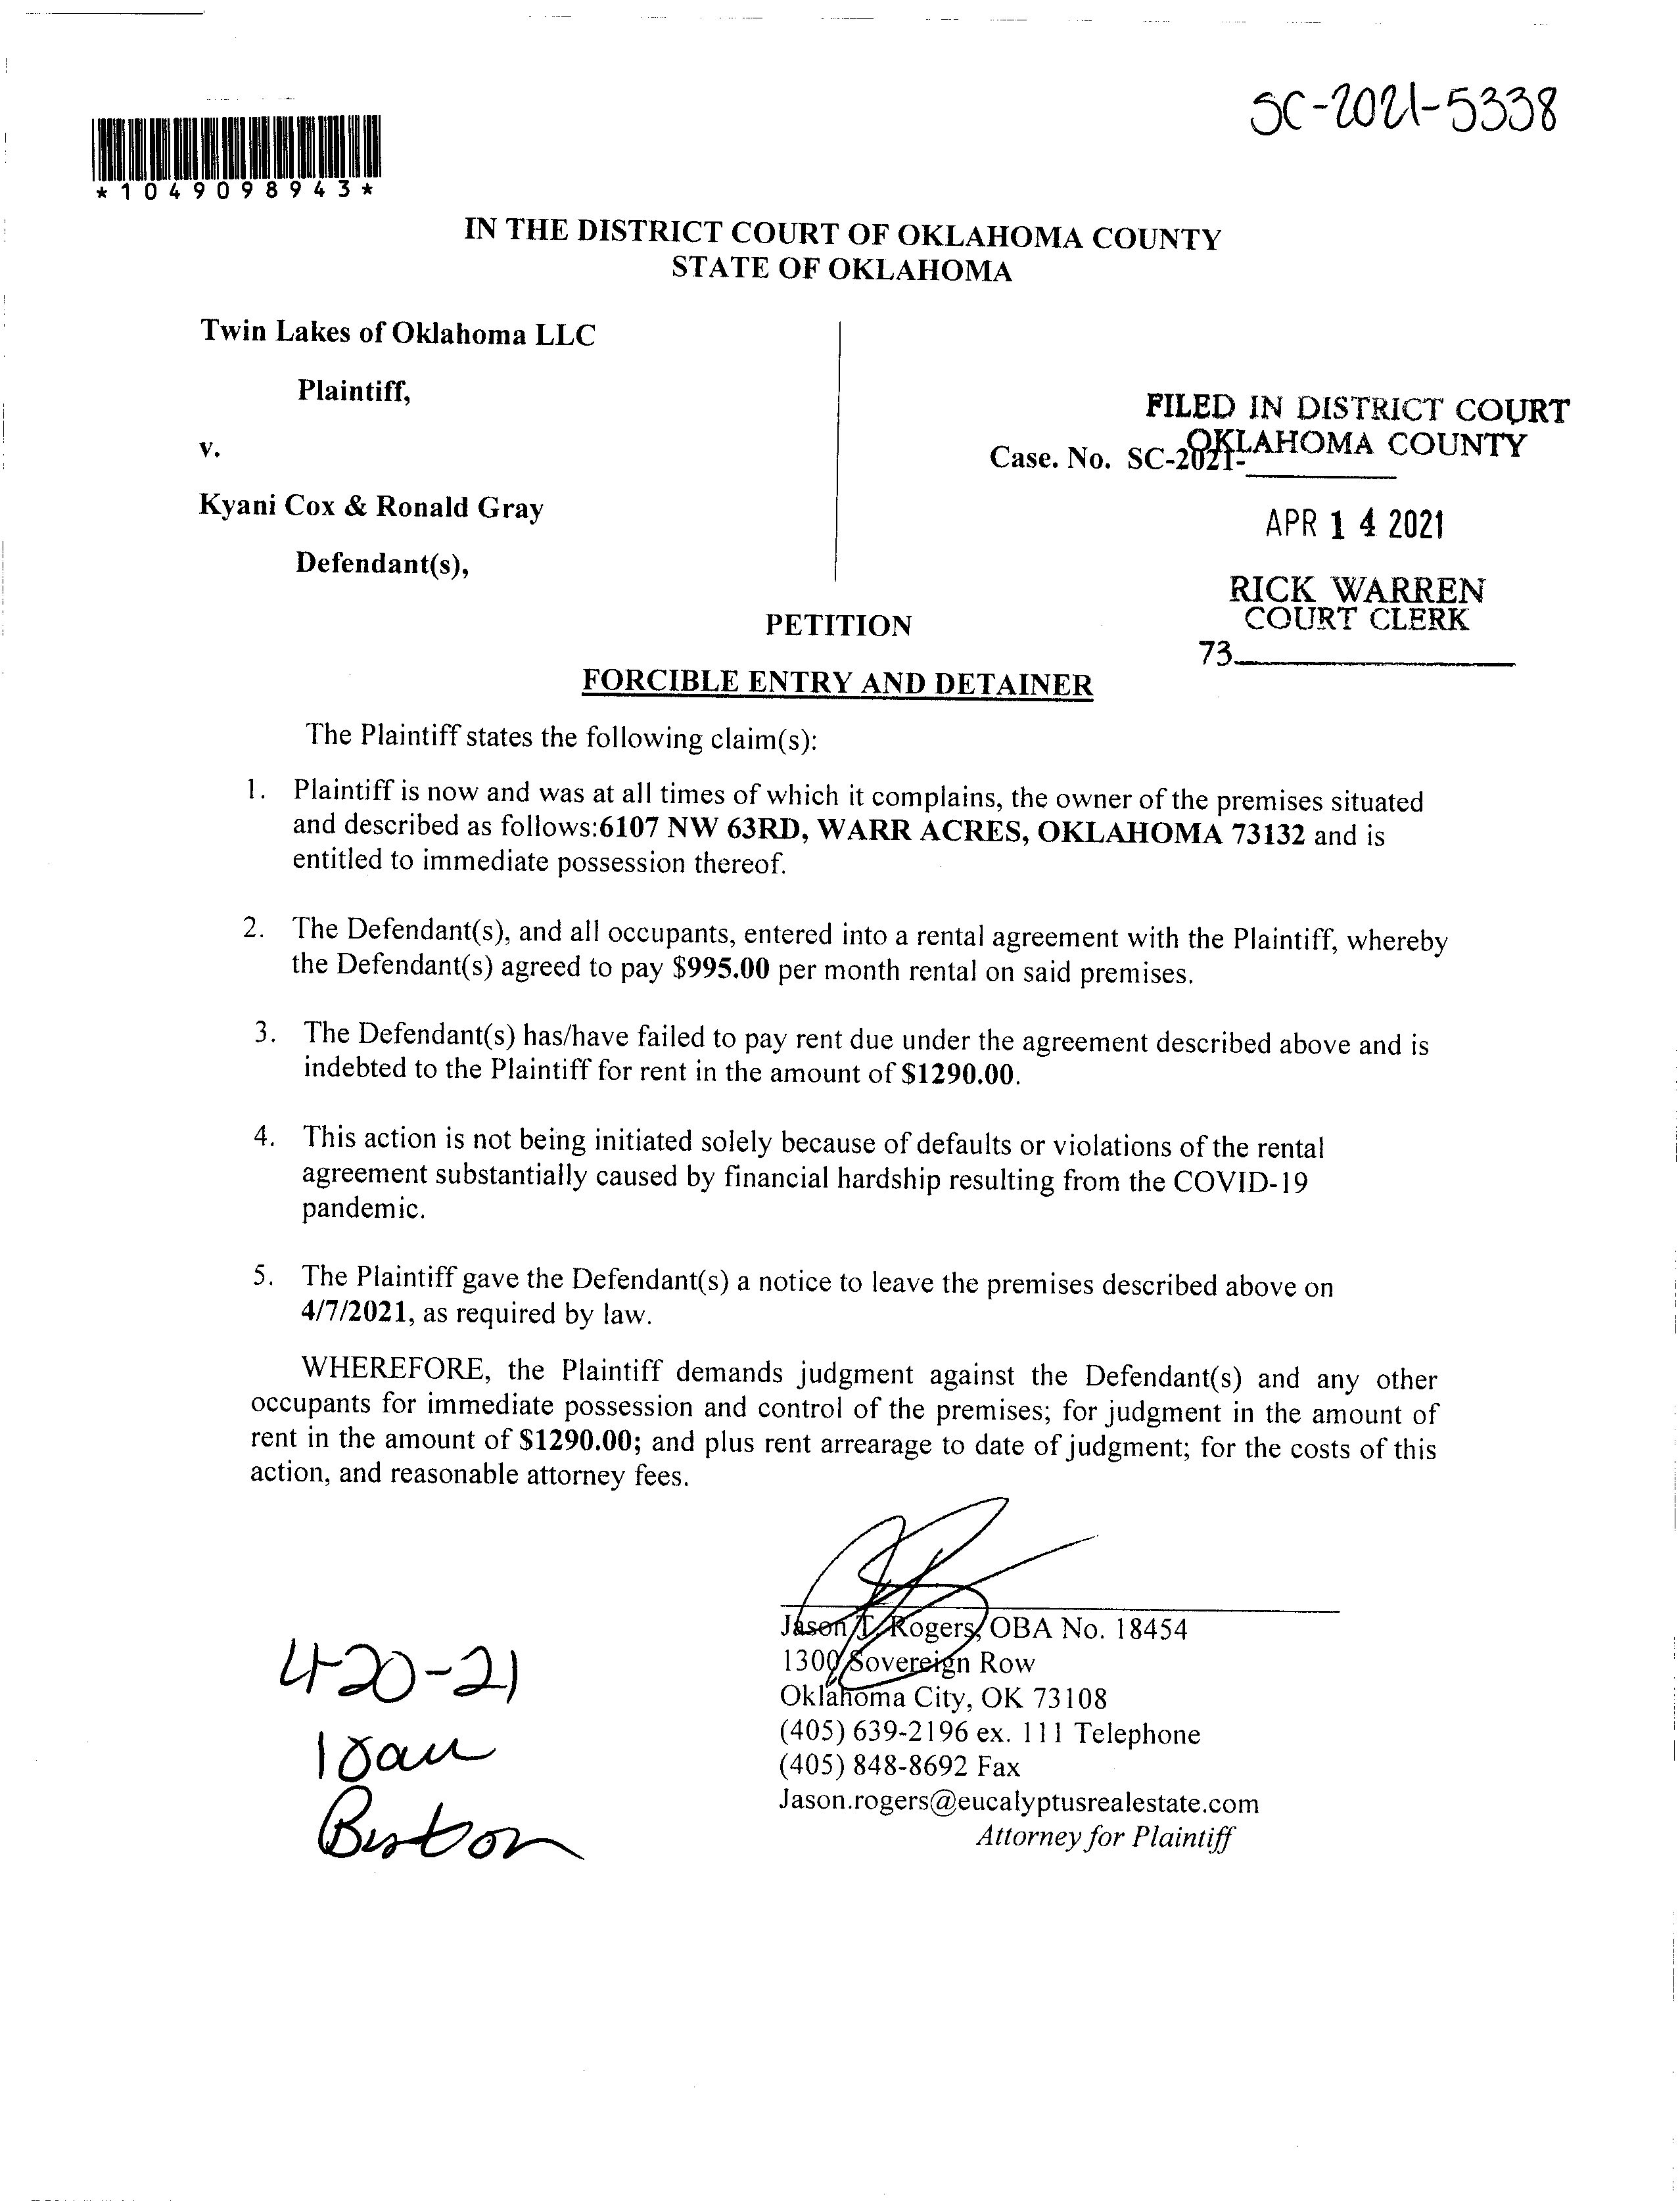 SC-2021-5338
*1049098943*
IN THE DISTRICT COURT OF OKLAHOMA COUNTY
STATE OF OKLAHOMA
Twin Lakes of Oklahoma LLC
Plaintiff,
v.
Kyani Cox & Ronald Gray
Defendant(s),
FILED IN DISTRICT COURT
OKLAHOMA COUNTY
Case. No. SC-2021-
APR 14 2021
RICK WARREN
COURT CLERK
73
PETITION
FORCIBLE ENTRY AND DETAINER
The Plaintiff states the following claim(s):
1. Plaintiff is now and was at all times of which it complains, the owner of the premises situated
and described as follows:6107 NW 63RD, WARR ACRES, OKLAHOMA 73132 and is
entitled to immediate possession thereof.
2. The Defendant(s), and all occupants, entered into a rental agreement with the Plaintiff, whereby
the Defendant(s) agreed to pay $995.00 per month rental on said premises.
3. The Defendant(s) has/have failed to pay rent due under the agreement described above and is
indebted to the Plaintiff for rent in the amount of $1290.00.
4. This action is not being initiated solely because of defaults or violations of the rental
agreement substantially caused by financial hardship resulting from the COVID-19
pandemic.
5. The Plaintiff gave the Defendant(s) a notice to leave the premises described above on
4/7/2021, as required by law.
WHEREFORE, the Plaintiff demands judgment against the Defendant(s) and any other
occupants for immediate possession and control of the premises; for judgment in the amount of
rent in the amount of $1290.00; and plus rent arrearage to date of judgment; for the costs of this
action, and reasonable attorney fees.
Jason T. Rogers, OBA No. 18454
1300 Sovereign Row
Oklahoma City, OK 73108
(405) 639-2196 ex. 111 Telephone
(405) 848-8692 Fax
Jason.rogers@eucalyptusrealestate.com
Attorney for Plaintiff
4-20-21
10am